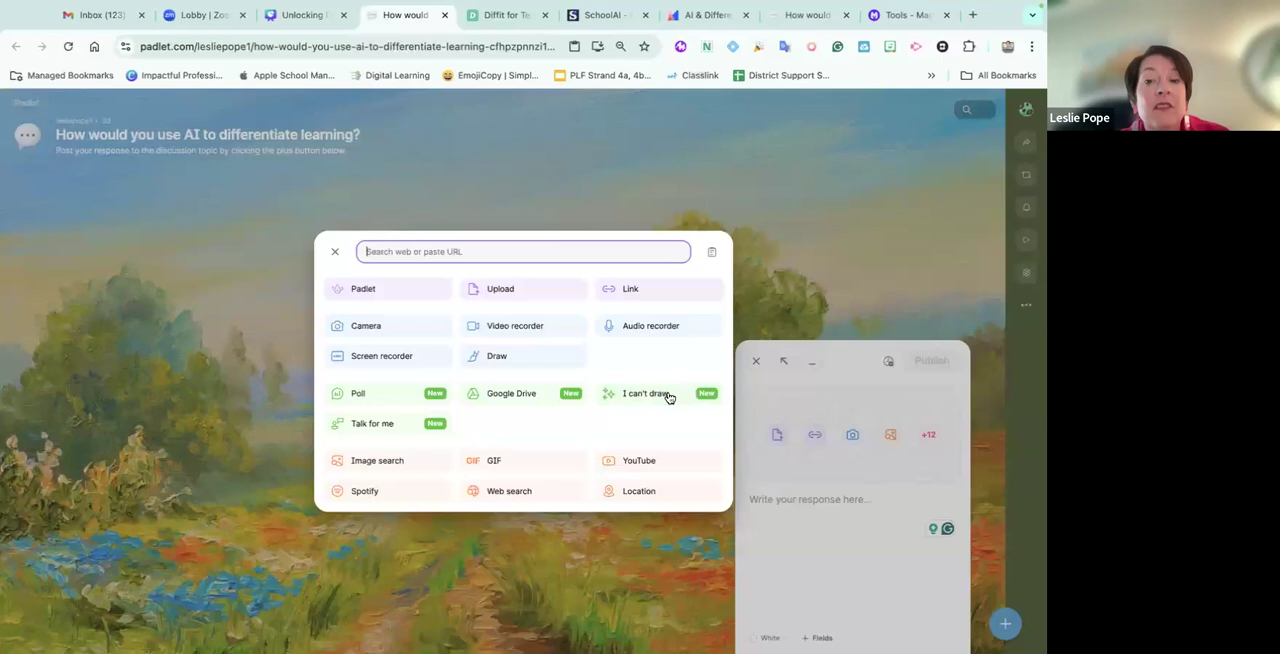 Inbox (123)
Lobby | Zoo
Unlocking
How would
Diffit for Te
SchoolAI -
AI & Differe
How would
Tools - Ma
padlet.com/lesliepope1/how-would-you-use-ai-to-differentiate-learning-cfhpzpnnzi1...
Managed Bookmarks
Impactful Professi...
Apple School Man...
Digital Learning
EmojiCopy | Simpl...
PLF Strand 4a, 4b...
Classlink
District Support S...
»
All Bookmarks
Padlet
lesliepope1
How would you use AI to differentiate learning?
Post your response to the discussion topic by clicking the plus button below.
Search web or paste URL
Padlet
Upload
Link
Camera
Video recorder
Audio recorder
Screen recorder
Draw
Poll New
Google Drive New
I can't draw New
Talk for me New
Image search
GIF GIF
YouTube
Spotify
Web search
Location
Publish
+12
Write your response here...
White
+ Fields
Leslie Pope